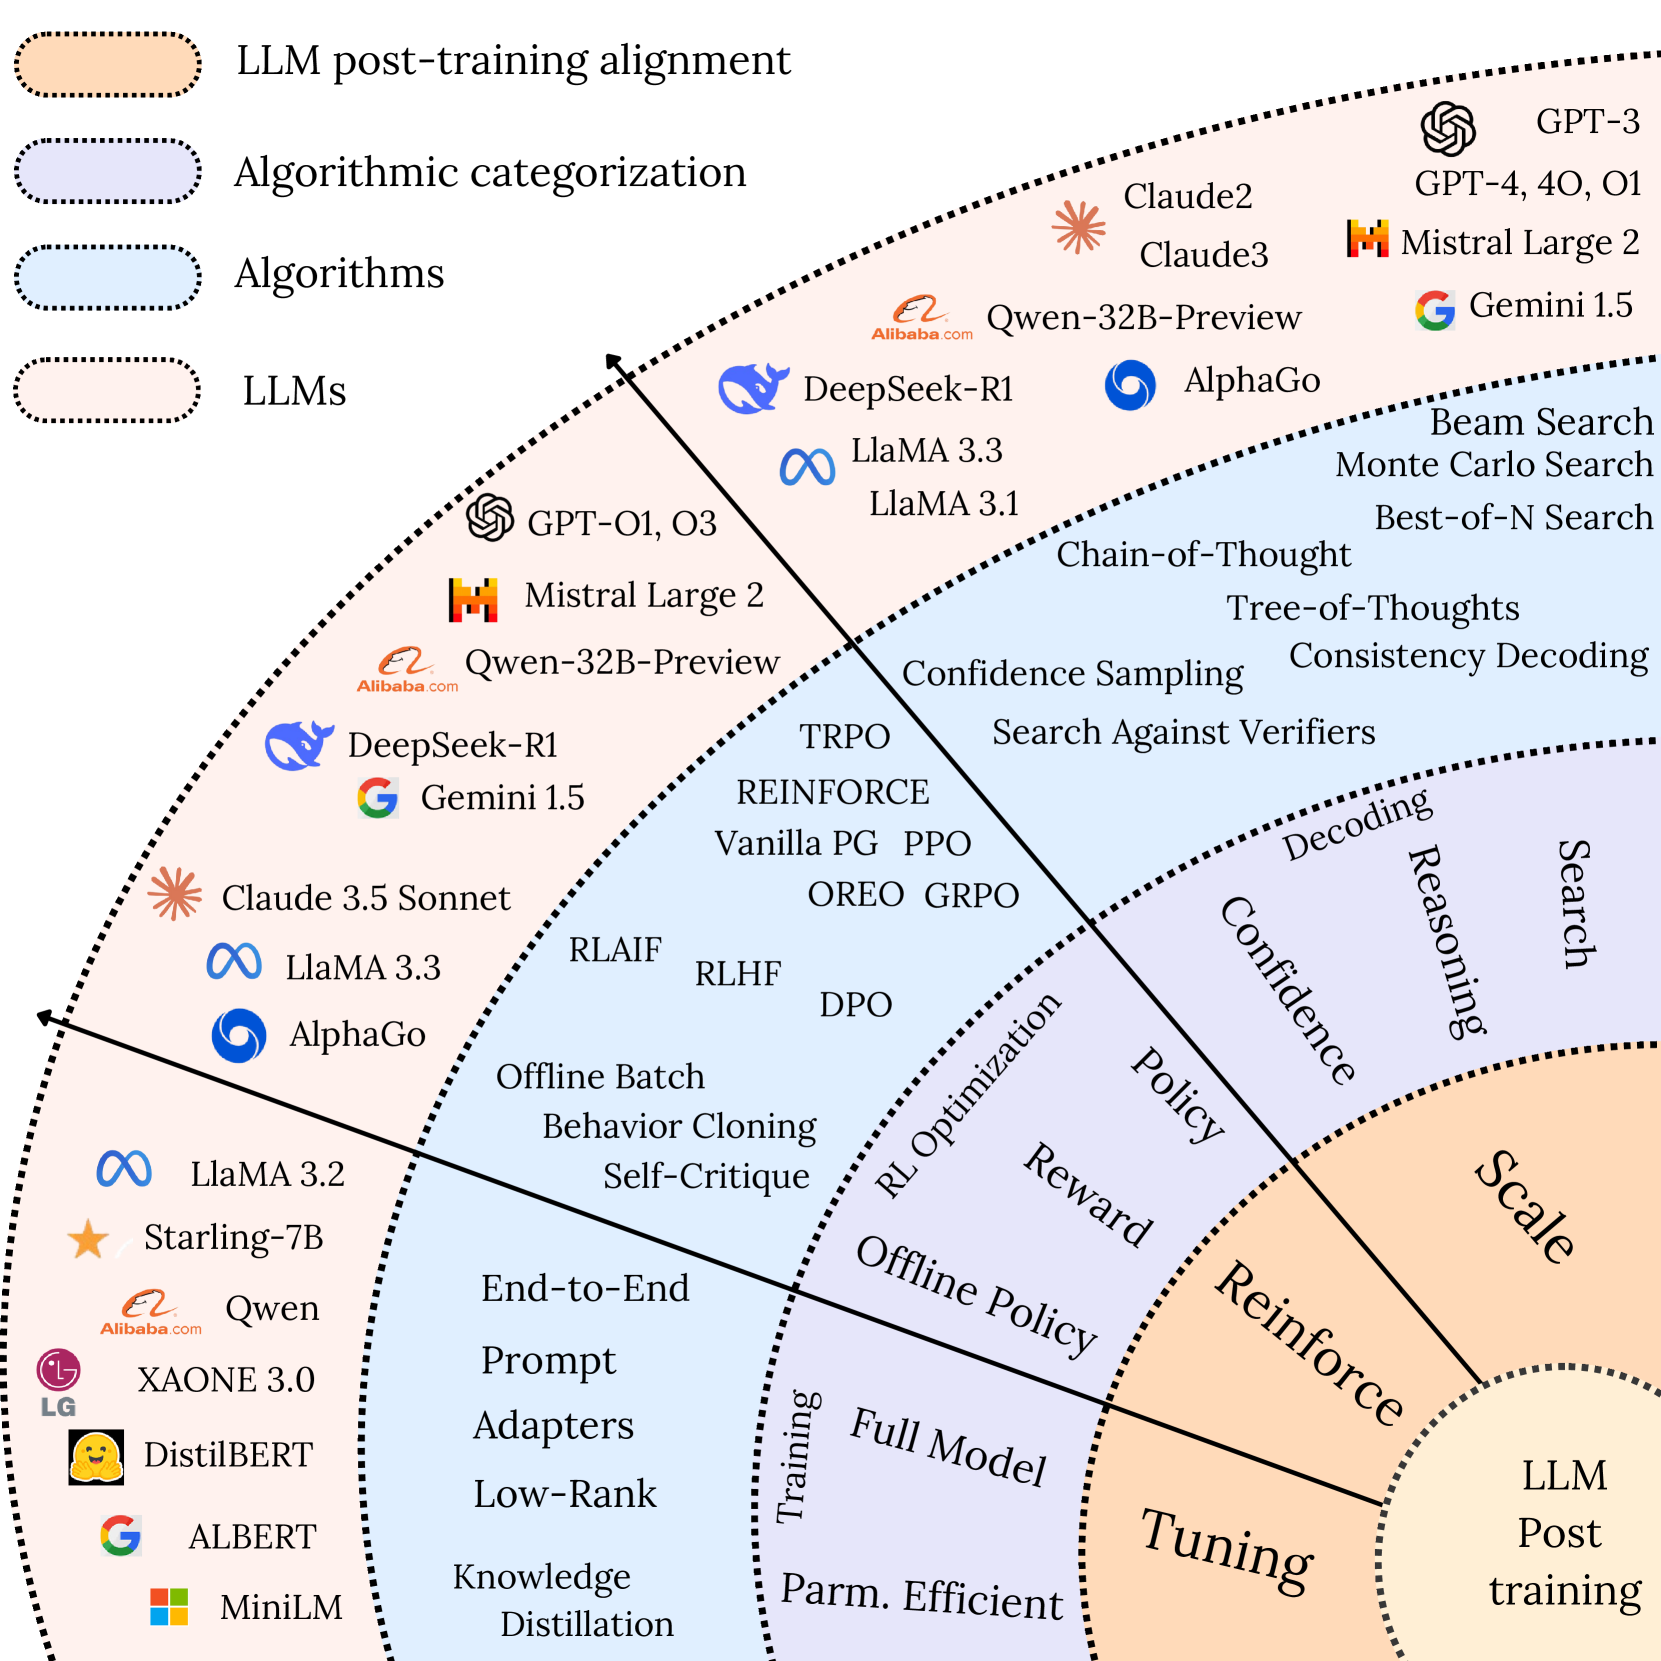 LLM post-training alignment
Algorithmic categorization
Algorithms
LLMs
GPT-3
GPT-4, 4O, O1
Claude2
Claude3
Mistral Large 2
Gemini 1.5
Alibaba.com
Qwen-32B-Preview
DeepSeek-R1
AlphaGo
LlaMA 3.3
LlaMA 3.1
Beam Search
Monte Carlo Search
Best-of-N Search
Chain-of-Thought
Tree-of-Thoughts
Consistency Decoding
Confidence Sampling
Search Against Verifiers
Decoding
Confidence
Reasoning
Search
Scale
GPT-O1, O3
Mistral Large 2
Alibaba.com
Qwen-32B-Preview
DeepSeek-R1
Gemini 1.5
Claude 3.5 Sonnet
LlaMA 3.3
AlphaGo
TRPO
REINFORCE
Vanilla PG PPO
OREO GRPO
RLAIF
RLHF
DPO
Offline Batch
Behavior Cloning
Self-Critique
RL Optimization
Policy
Reward
Offline Policy
Reinforce
LlaMA 3.2
Starling-7B
Alibaba.com
Qwen
LG
XAONE 3.0
DistilBERT
ALBERT
MiniLM
End-to-End
Prompt
Adapters
Low-Rank
Knowledge
Distillation
Training
Full Model
Parm. Efficient
Tuning
LLM
Post
training